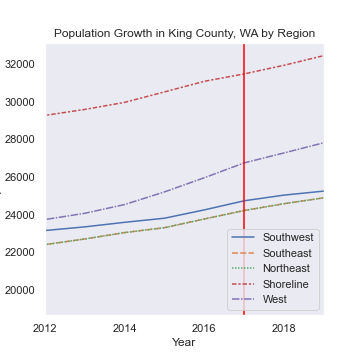 Population Growth in King County, WA by Region
32000
30000
28000
26000
24000
22000
20000
2012
2014
2016
2018
Year
Southwest
Southeast
Northeast
Shoreline
West